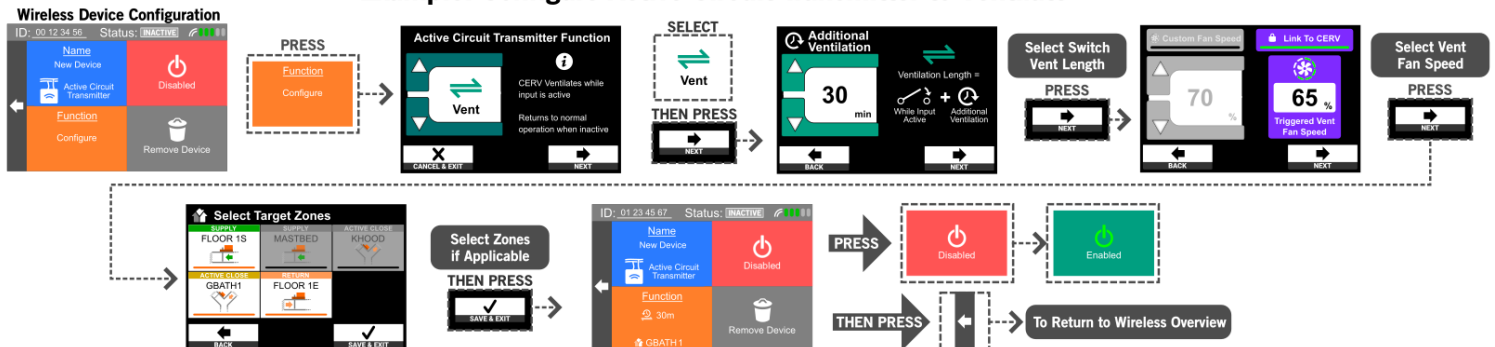 Wireless Device Configuration
ID: 00 12 34 56 Status: INACTIVE
Name
New Device
Active Circuit
Transmitter
Disabled
Function
Configure
Remove Device
PRESS
Function
Configure
Active Circuit Transmitter Function
Vent
CERV Ventilates while
input is active
Returns to normal
operation when inactive
X
CANCEL & EXIT
NEXT
SELECT
Vent
THEN PRESS
NEXT
Additional
Ventilation
30
min
Ventilation Length =
+
While Input
Active
Additional
Ventilation
BACK
NEXT
Select Switch
Vent Length
PRESS
NEXT
Custom Fan Speed
Link To CERV
70
%
65 %
Triggered Vent
Fan Speed
BACK
NEXT
Select Vent
Fan Speed
PRESS
NEXT
Select Target Zones
SUPPLY
FLOOR 1S
SUPPLY
MASTBED
ACTIVE CLOSE
KHOOD
ACTIVE CLOSE
GBATH1
RETURN
FLOOR 1E
BACK
SAVE & EXIT
Select Zones
if Applicable
THEN PRESS
SAVE & EXIT
ID: 01 23 45 67 Status: INACTIVE
Name
New Device
Active Circuit
Transmitter
Disabled
Function
30m
GBATH1
Remove Device
PRESS
Disabled
Enabled
THEN PRESS
To Return to Wireless Overview